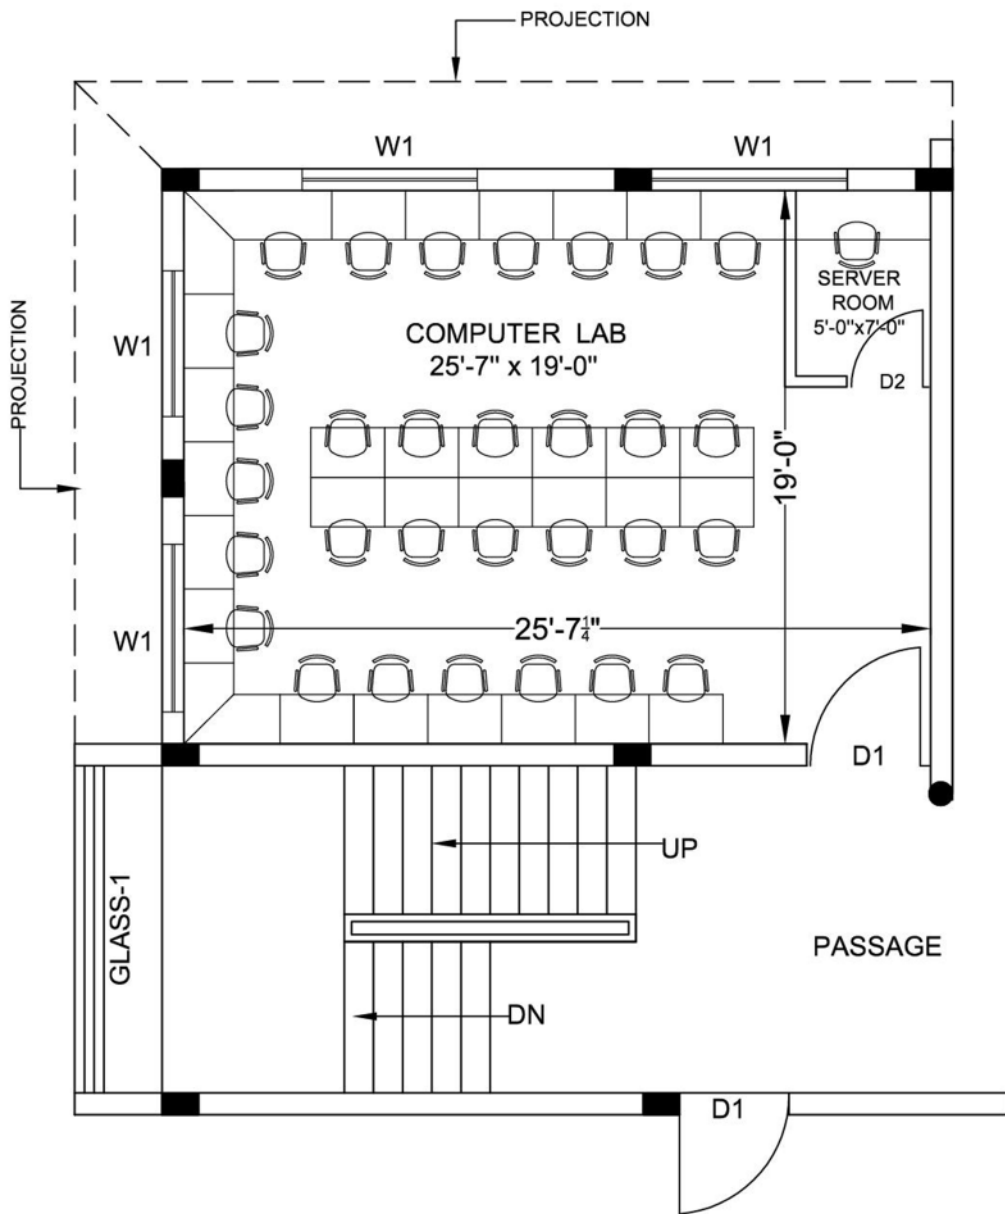 PROJECTION
W1
W1
SERVER
ROOM
5'-0"x7'-0"
D2
COMPUTER LAB
25'-7" x 19'-0"
PROJECTION
W1
19'-0"
25'-7¼"
W1
D1
UP
GLASS-1
PASSAGE
DN
D1